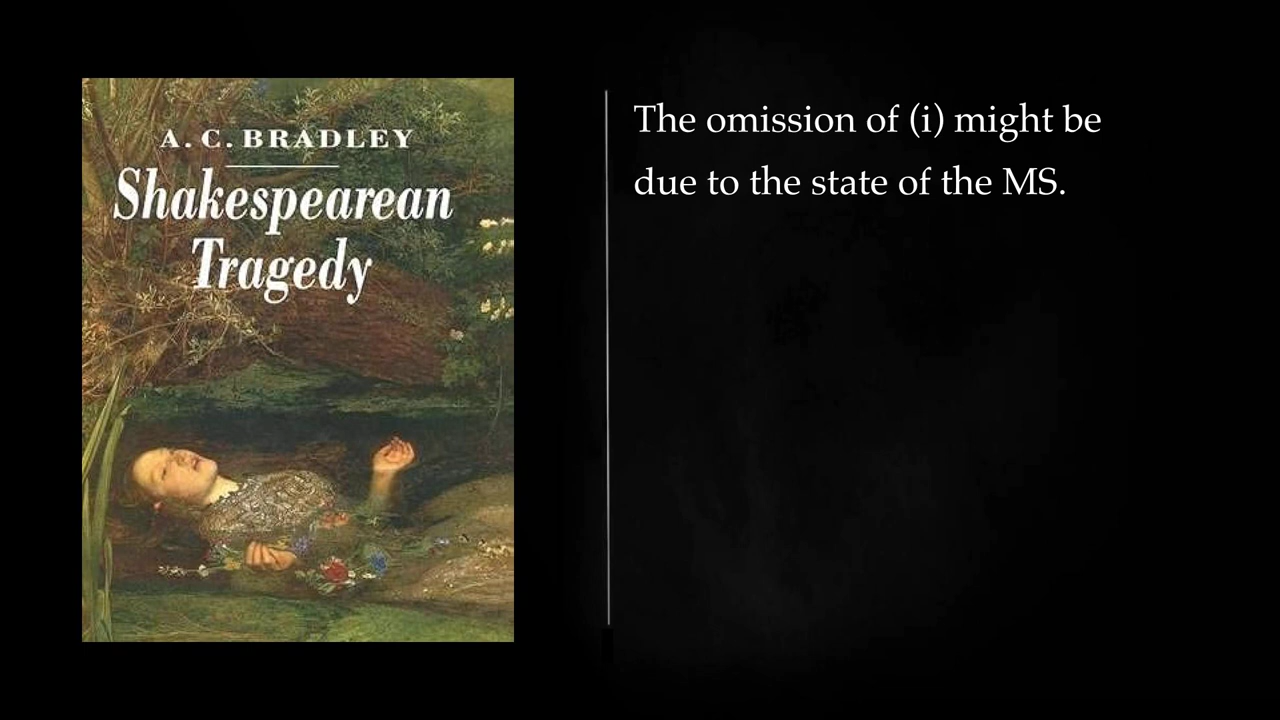 A. C. BRADLEY
Shakespearean
Tragedy
The omission of (i) might be
due to the state of the MS.